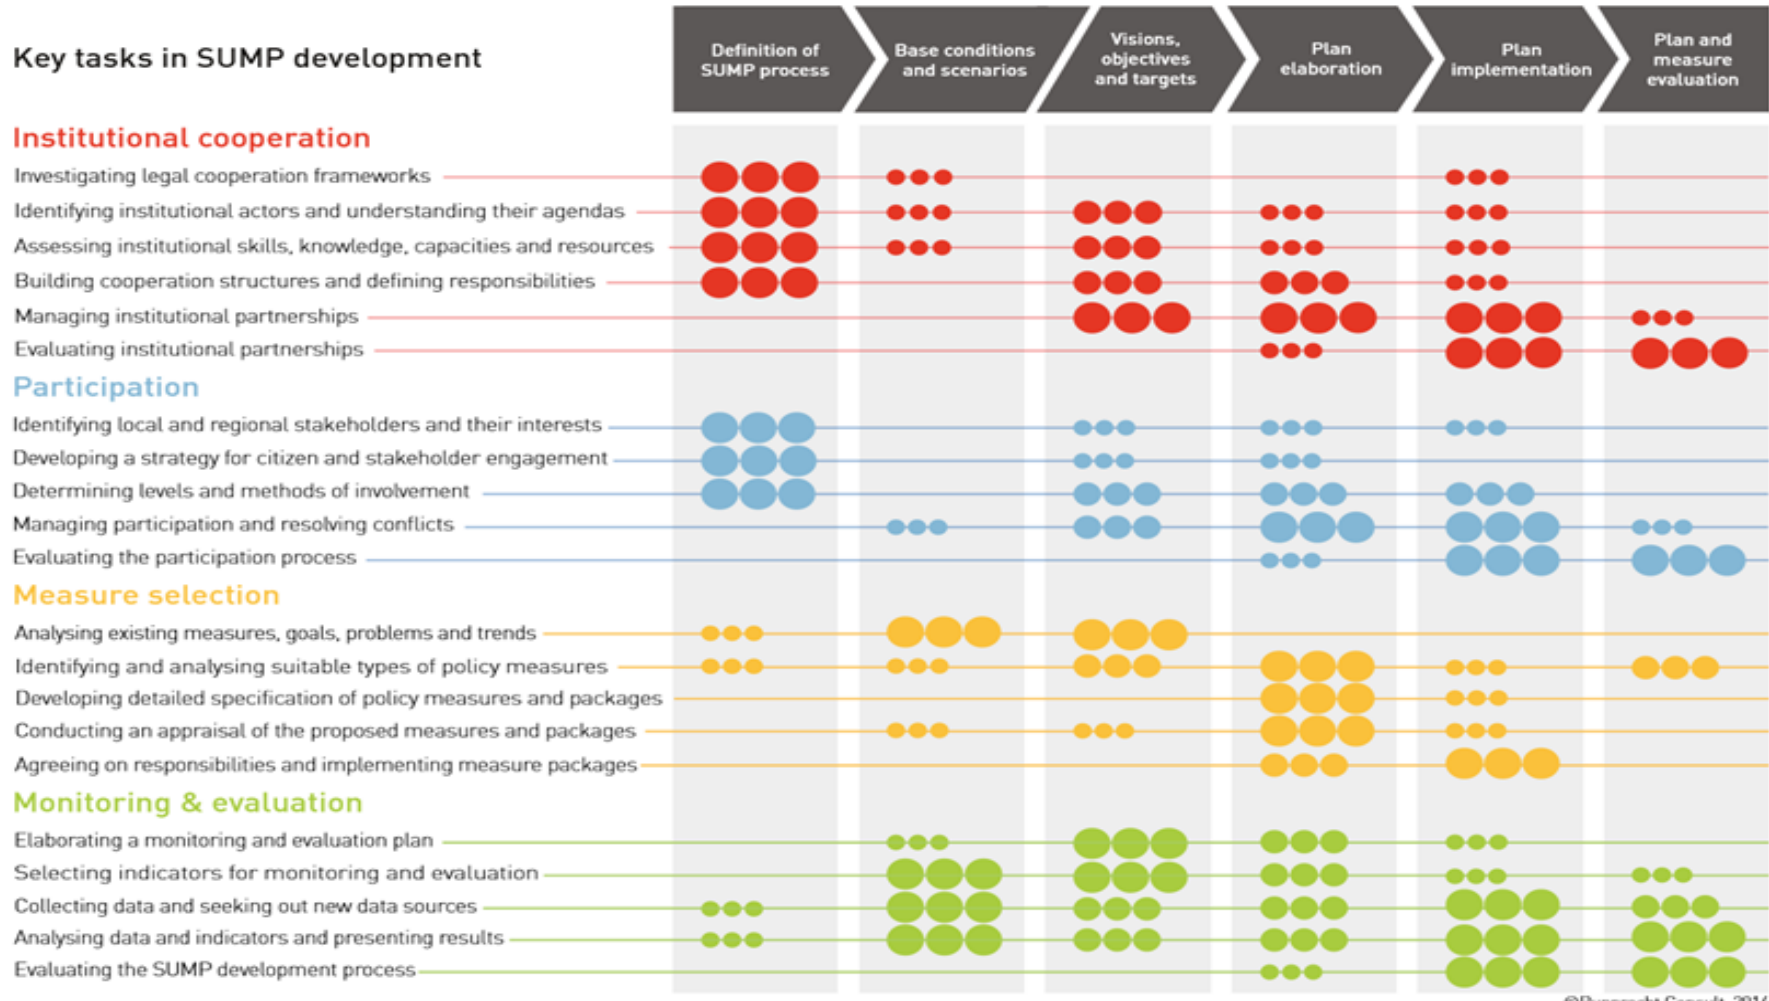 Key tasks in SUMP development
Definition of
SUMP process
Base conditions
and scenarios
Visions,
objectives
and targets
Plan
elaboration
Plan
implementation
Plan and
measure
evaluation
Institutional cooperation
Investigating legal cooperation frameworks
Identifying institutional actors and understanding their agendas
Assessing institutional skills, knowledge, capacities and resources
Building cooperation structures and defining responsibilities
Managing institutional partnerships
Evaluating institutional partnerships
Participation
Identifying local and regional stakeholders and their interests
Developing a strategy for citizen and stakeholder engagement
Determining levels and methods of involvement
Managing participation and resolving conflicts
Evaluating the participation process
Measure selection
Analysing existing measures, goals, problems and trends
Identifying and analysing suitable types of policy measures
Developing detailed specification of policy measures and packages
Conducting an appraisal of the proposed measures and packages
Agreeing on responsibilities and implementing measure packages
Monitoring & evaluation
Elaborating a monitoring and evaluation plan
Selecting indicators for monitoring and evaluation
Collecting data and seeking out new data sources
Analysing data and indicators and presenting results
Evaluating the SUMP development process